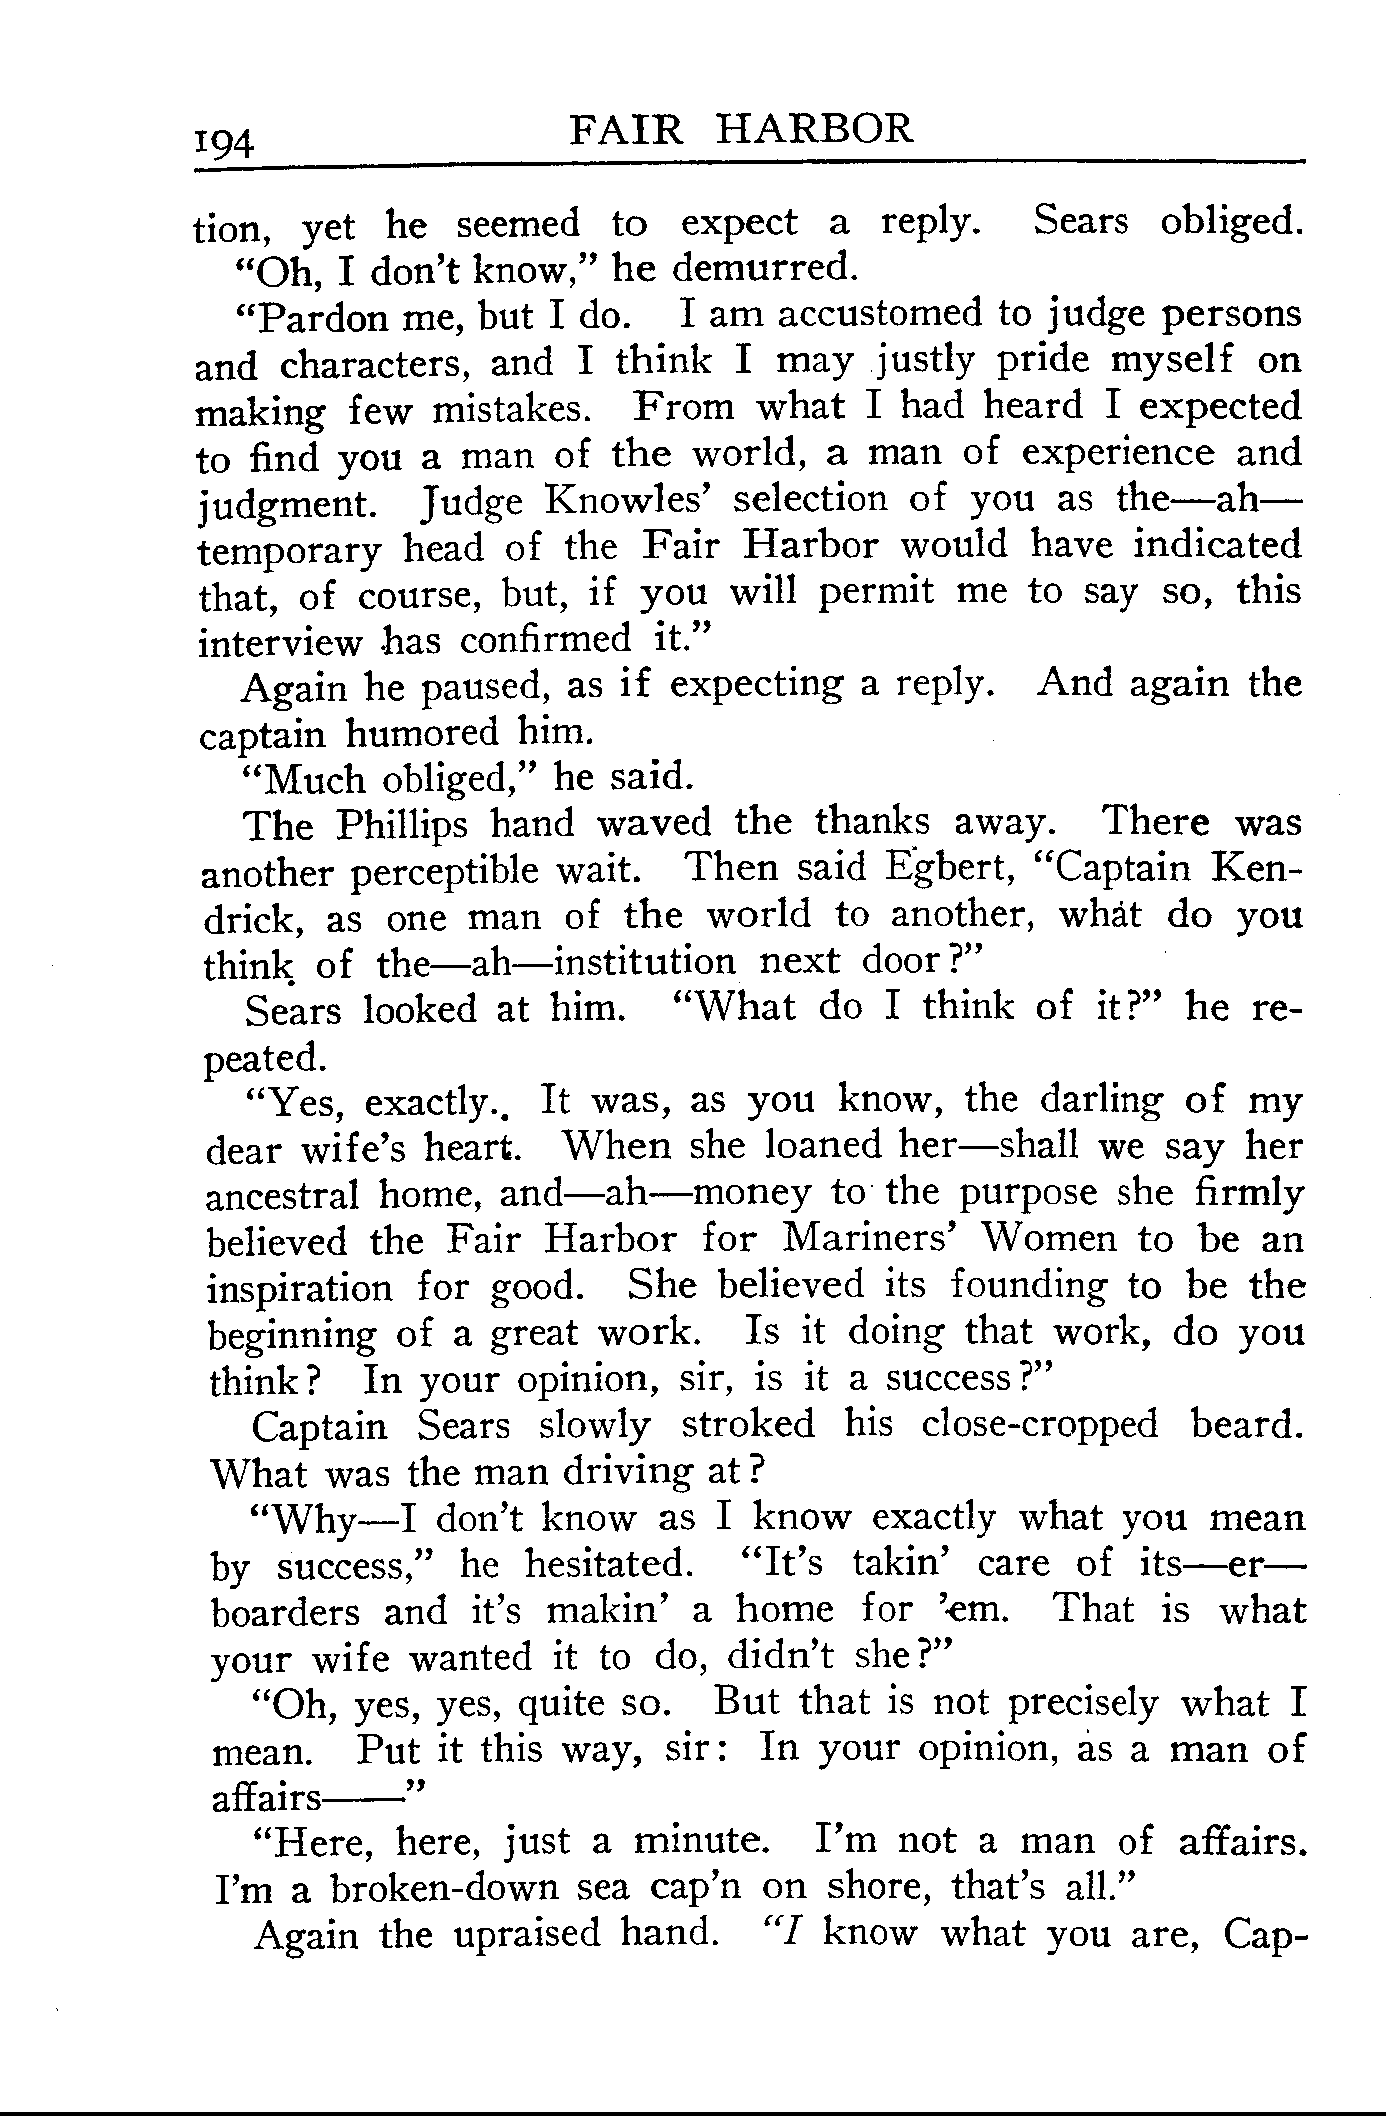 194 FAIR HARBOR
tion, yet he seemed to expect a reply. Sears obliged.
“Oh, I don’t know,” he demurred.
“Pardon me, but I do. I am accustomed to judge persons
and characters, and I think I may justly pride myself on
making few mistakes. From what I had heard I expected
to find you a man of the world, a man of experience and
judgment. Judge Knowles’ selection of you as the—ah—
temporary head of the Fair Harbor would have indicated
that, of course, but, if you will permit me to say so, this
interview has confirmed it.”
Again he paused, as if expecting a reply. And again the
captain humored him.
“Much obliged,” he said.
The Phillips hand waved the thanks away. There was
another perceptible wait. Then said Egbert, “Captain Ken-
drick, as one man of the world to another, what do you
think of the—ah—institution next door?”
Sears looked at him. “What do I think of it?” he re-
peated.
“Yes, exactly. It was, as you know, the darling of my
dear wife’s heart. When she loaned her—shall we say her
ancestral home, and—ah—money to the purpose she firmly
believed the Fair Harbor for Mariners’ Women to be an
inspiration for good. She believed its founding to be the
beginning of a great work. Is it doing that work, do you
think? In your opinion, sir, is it a success?”
Captain Sears slowly stroked his close-cropped beard.
What was the man driving at?
“Why—I don’t know as I know exactly what you mean
by success,” he hesitated. “It’s takin’ care of its—er—
boarders and it’s makin’ a home for ’em. That is what
your wife wanted it to do, didn’t she?”
“Oh, yes, yes, quite so. But that is not precisely what I
mean. Put it this way, sir: In your opinion, as a man of
affairs——”
“Here, here, just a minute. I’m not a man of affairs.
I’m a broken-down sea cap’n on shore, that’s all.”
Again the upraised hand. “I know what you are, Cap-